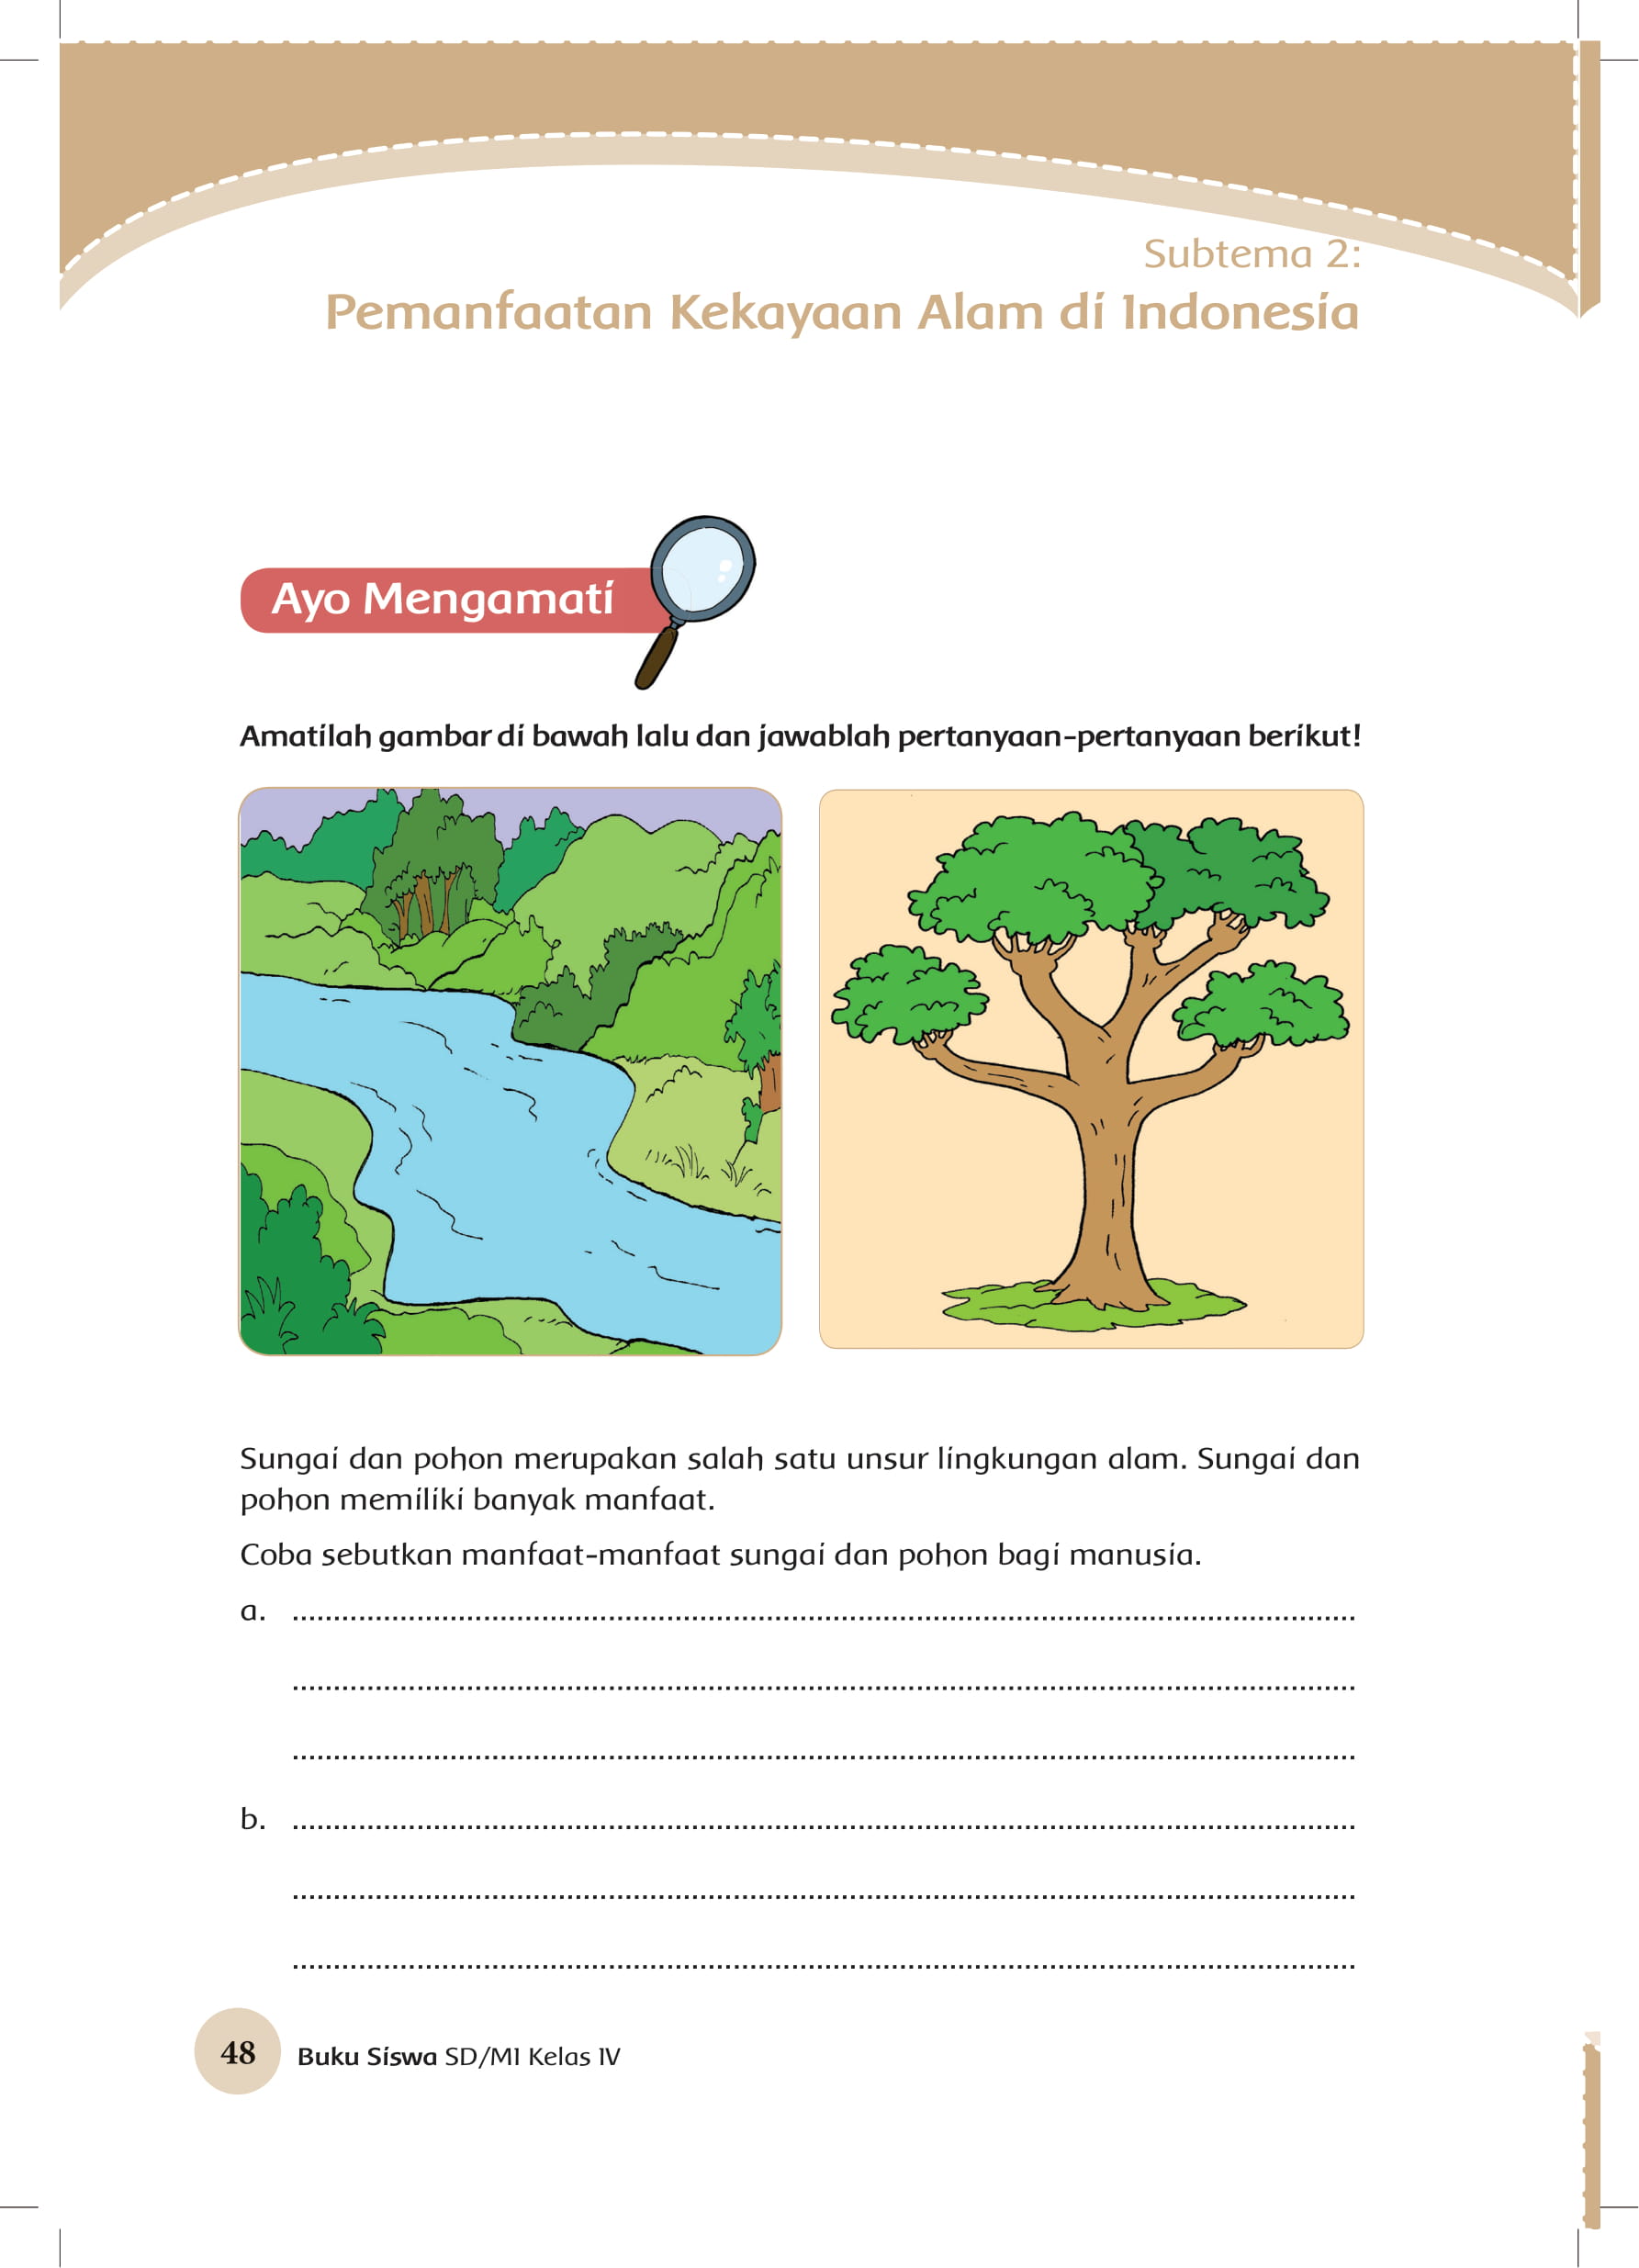 Subtema 2:
Pemanfaatan Kekayaan Alam di Indonesia
Ayo Mengamati
Amatilah gambar di bawah lalu dan jawablah pertanyaan-pertanyaan berikut!
Sungai dan pohon merupakan salah satu unsur lingkungan alam. Sungai dan
pohon memiliki banyak manfaat.
Coba sebutkan manfaat-manfaat sungai dan pohon bagi manusia.
a. ................................................................................
................................................................................
................................................................................
b. ................................................................................
................................................................................
................................................................................
48 Buku Siswa SD/MI Kelas IV